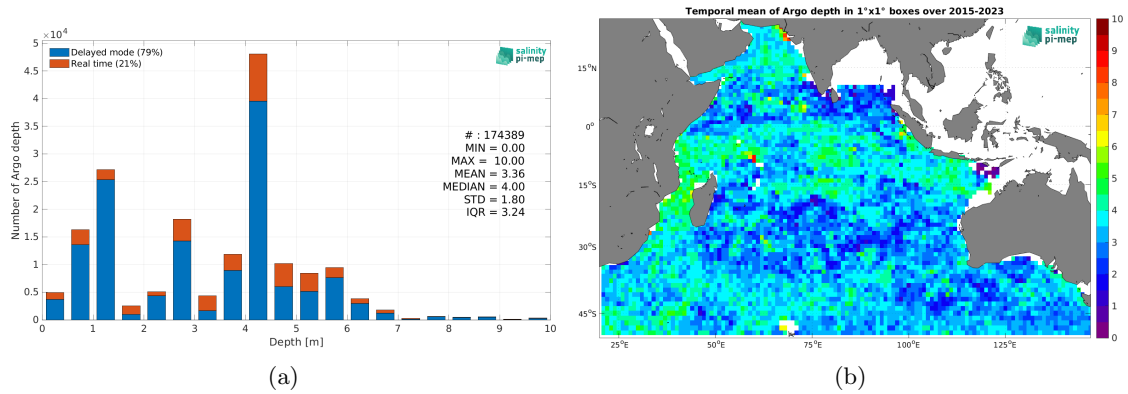 ×10⁴
Delayed mode (79%)
Real time (21%)
salinity
pi-mep
# : 174389
MIN = 0.00
MAX = 10.00
MEAN = 3.36
MEDIAN = 4.00
STD = 1.80
IQR = 3.24
Number of Argo depth
5
4.5
4
3.5
3
2.5
2
1.5
1
0.5
0
0 1 2 3 4 5 6 7 8 9 10
Depth [m]
(a)
Temporal mean of Argo depth in 1°x1° boxes over 2015-2023
salinity
pi-mep
15°N
0°
15°S
30°S
45°S
25°E 50°E 75°E 100°E 125°E
10
9
8
7
6
5
4
3
2
1
0
(b)